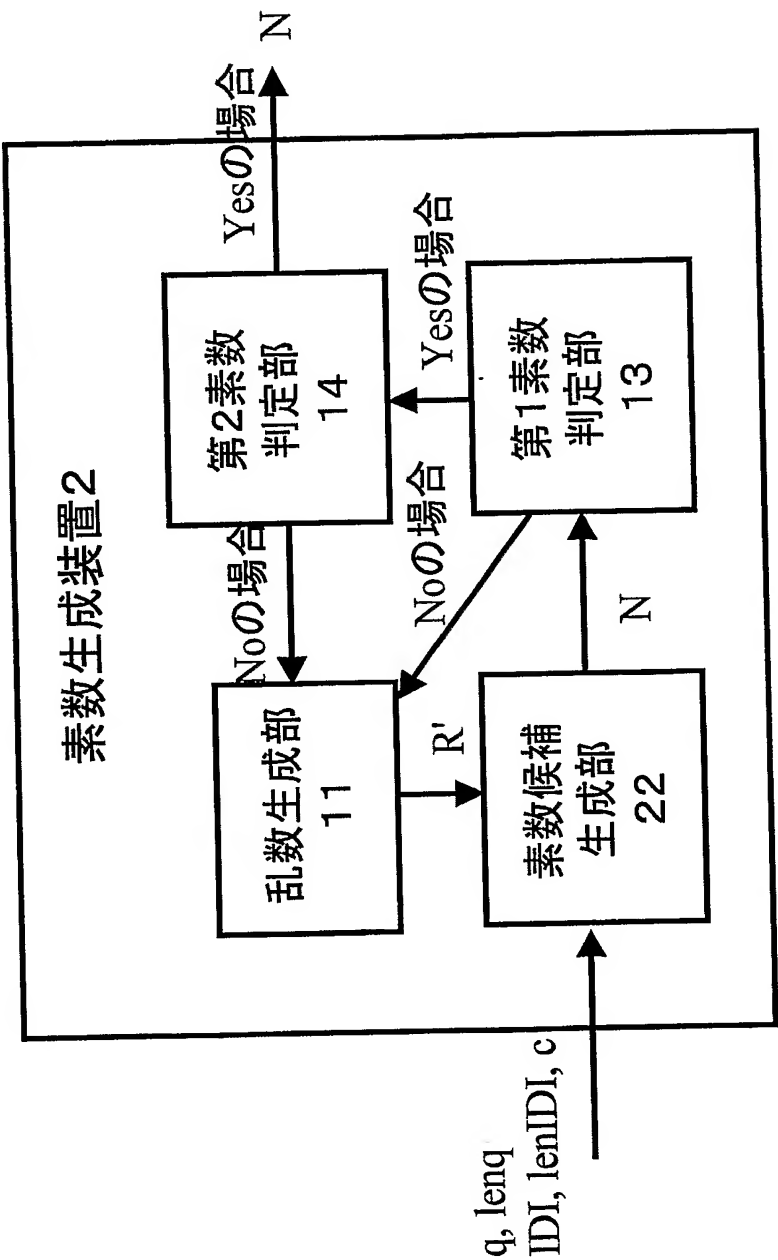 素数生成装置2
乱数生成部
11
Noの場合
第2素数
判定部
14
Yesの場合
N
R'
Noの場合
Yesの場合
素数候補
生成部
22
N
第1素数
判定部
13
q, lenq
IDI, lenIDI, c